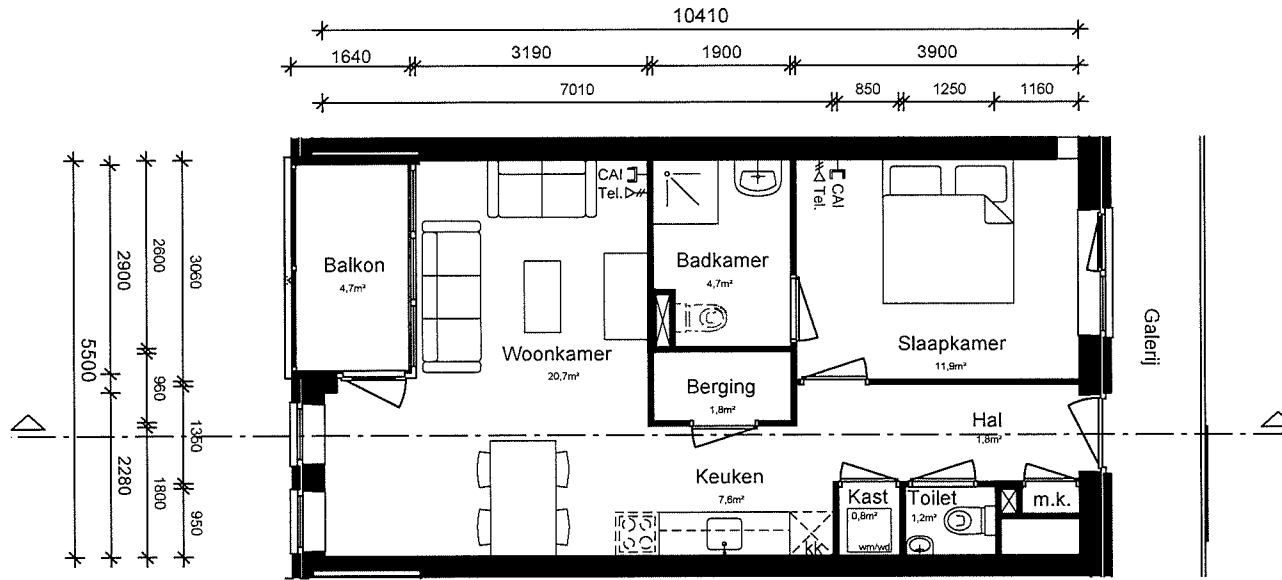 10410
1640 3190 1900 3900
7010 850 1250 1160
5500
2900 2280
2600 960 1800
3060 1350 950
Balkon
4,7m²
CAI
Tel.
Woonkamer
20,7m²
Badkamer
4,7m²
CAI
Tel.
Slaapkamer
11,9m²
Berging
1,8m²
Hal
1,8m²
Galerij
Keuken
7,6m²
KK
Kast
0,8m²
wm/wd
Toilet
1,2m²
m.k.